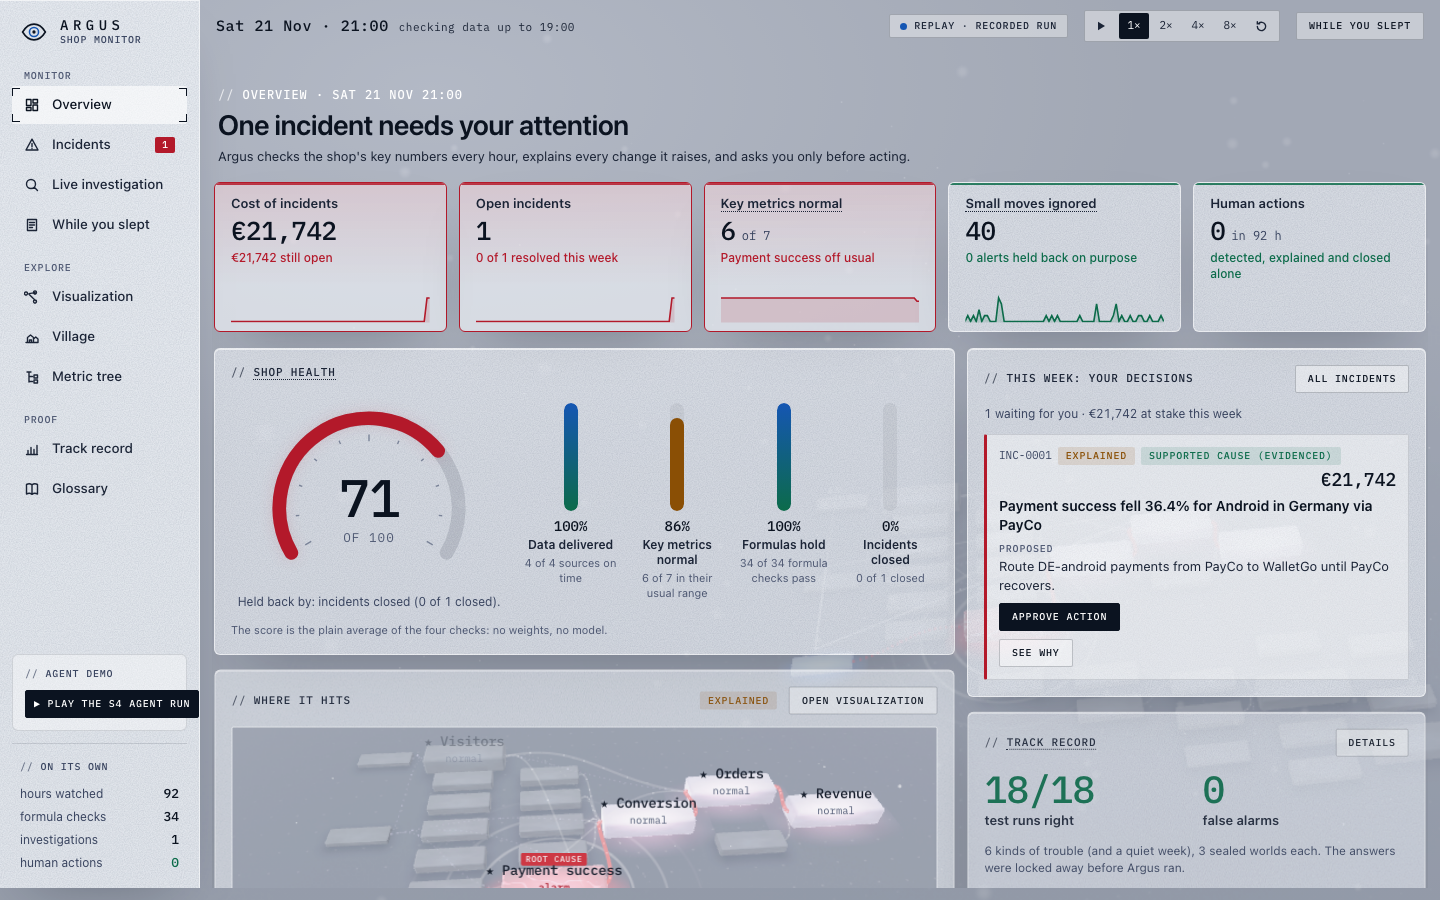 ARGUS
SHOP MONITOR
MONITOR
Overview
Incidents 1
Live investigation
While you slept
EXPLORE
Visualization
Village
Metric tree
PROOF
Track record
Glossary
// AGENT DEMO
PLAY THE S4 AGENT RUN
// ON ITS OWN
hours watched 92
formula checks 34
investigations 1
human actions 0
Sat 21 Nov · 21:00 checking data up to 19:00
REPLAY · RECORDED RUN
1× 2× 4× 8×
WHILE YOU SLEPT
// OVERVIEW · SAT 21 NOV 21:00
One incident needs your attention
Argus checks the shop's key numbers every hour, explains every change it raises, and asks you only before acting.
Cost of incidents
€21,742
€21,742 still open
Open incidents
1
0 of 1 resolved this week
Key metrics normal
6 of 7
Payment success off usual
Small moves ignored
40
0 alerts held back on purpose
Human actions
0 in 92 h
detected, explained and closed
alone
// SHOP HEALTH
71
OF 100
Held back by: incidents closed (0 of 1 closed).
100%
Data delivered
4 of 4 sources on
time
86%
Key metrics
normal
6 of 7 in their
usual range
100%
Formulas hold
34 of 34 formula
checks pass
0%
Incidents
closed
0 of 1 closed
The score is the plain average of the four checks: no weights, no model.
// THIS WEEK: YOUR DECISIONS
ALL INCIDENTS
1 waiting for you · €21,742 at stake this week
INC-0001 EXPLAINED SUPPORTED CAUSE (EVIDENCED)
€21,742
Payment success fell 36.4% for Android in Germany via
PayCo
PROPOSED
Route DE-android payments from PayCo to WalletGo until PayCo
recovers.
APPROVE ACTION
SEE WHY
// WHERE IT HITS
EXPLAINED
OPEN VISUALIZATION
★ Visitors
normal
★ Orders
normal
★ Conversion
normal
★ Revenue
normal
ROOT CAUSE
★ Payment success
alarm
// TRACK RECORD
DETAILS
18/18
test runs right
0
false alarms
6 kinds of trouble (and a quiet week), 3 sealed worlds each. The answers
were locked away before Argus ran.